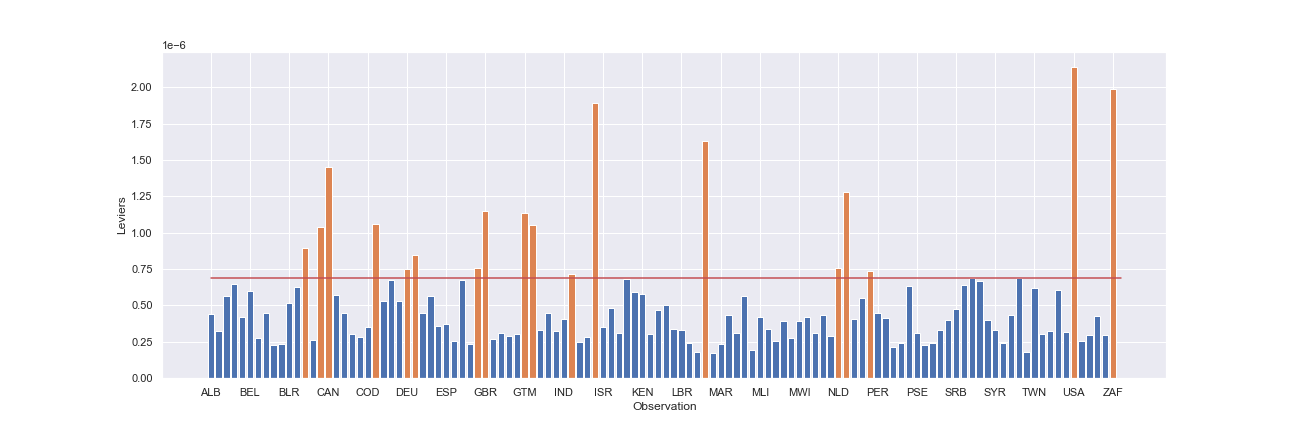 1e−6
2.00
1.75
1.50
1.25
1.00
0.75
0.50
0.25
0.00
Leviers
ALB BEL BLR CAN COD DEU ESP GBR GTM IND ISR KEN LBR MAR MLI MWI NLD PER PSE SRB SYR TWN USA ZAF
Observation